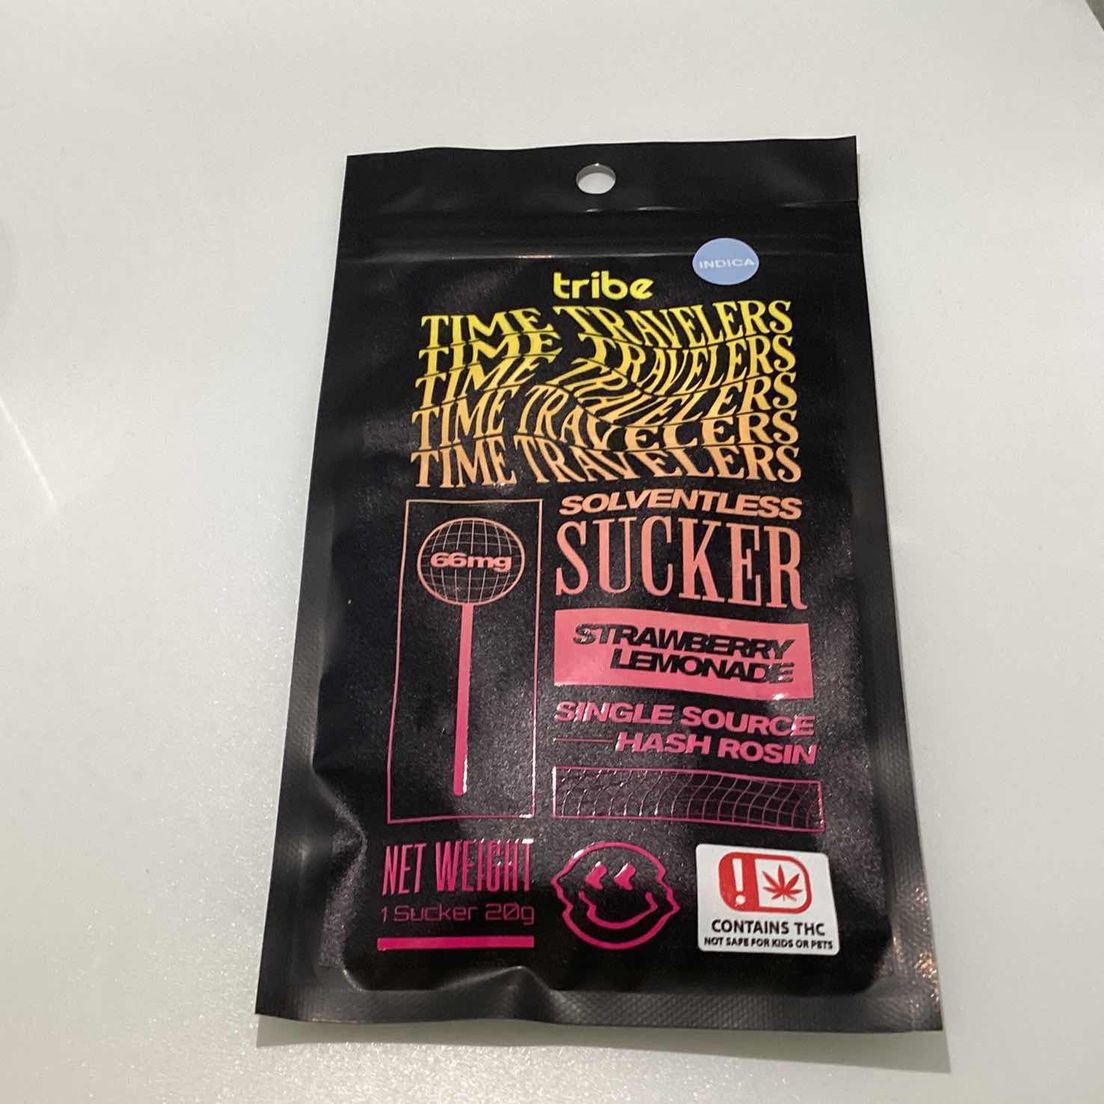 INDICA
tribe
TIME TRAVELERS
TIME TRAVELERS
TIME TRAVELERS
TIME TRAVELERS
TIME TRAVELERS
SOLVENTLESS
SUCKER
66mg
STRAWBERRY
LEMONADE
SINGLE SOURCE
HASH ROSIN
NET WEIGHT
1 Sucker 20g
!
CONTAINS THC
NOT SAFE FOR KIDS OR PETS